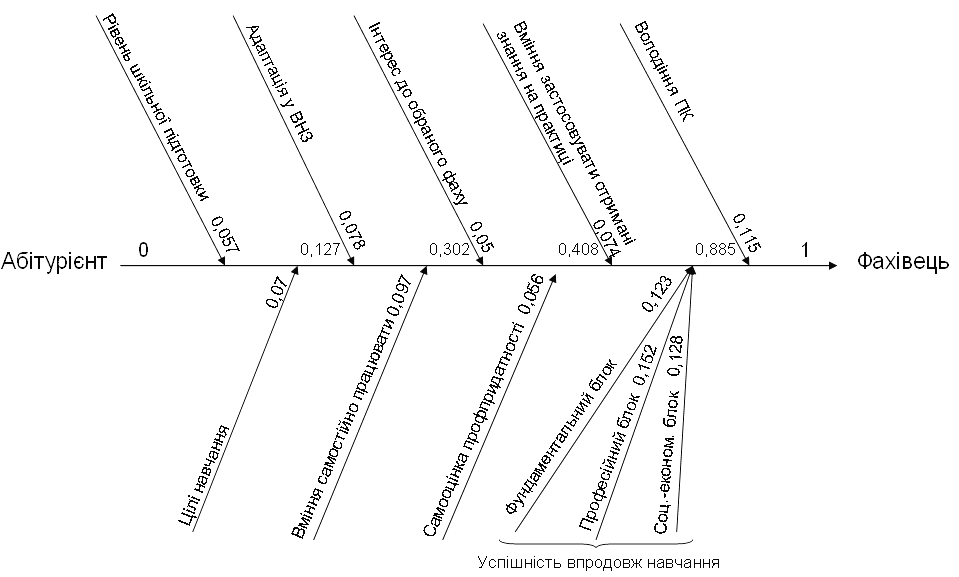 Рівень шкільної підготовки 0,057
Адаптація у ВНЗ 0,078
Інтерес до обраного фаху 0,05
Вміння застосовувати отримані
знання на практиці 0,074
Володіння ПК 0,115
Абітурієнт 0 0,127 0,302 0,408 0,885 1 Фахівець
Цілі навчання 0,07
Вміння самостійно працювати 0,097
Самооцінка профпридатності 0,056
Фундаментальний блок 0,123
Професійний блок 0,152
Соц.-економ. блок 0,128
Успішність впродовж навчання